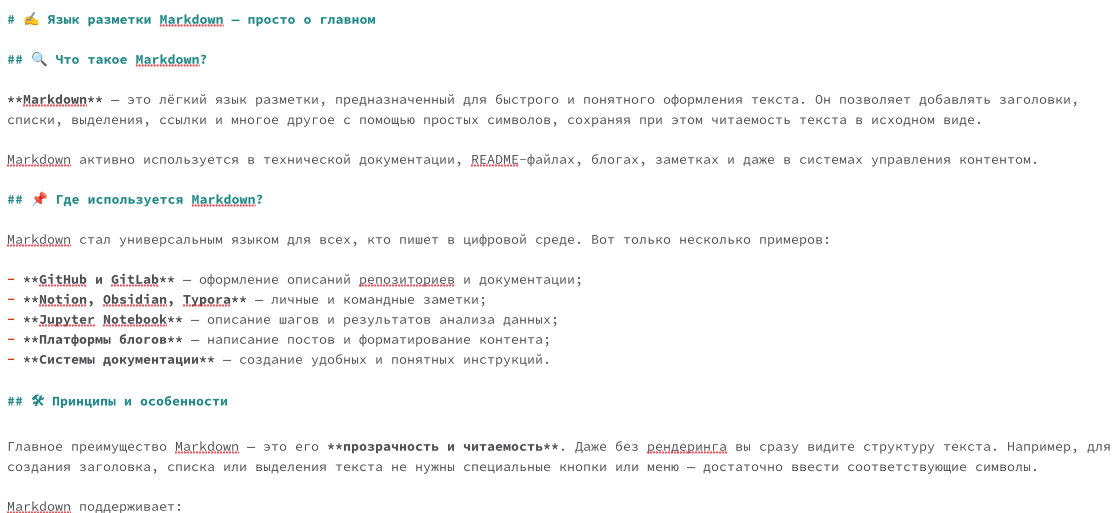 # ✍️ Язык разметки Markdown — просто о главном
## 🔍 Что такое Markdown?
**Markdown** — это лёгкий язык разметки, предназначенный для быстрого и понятного оформления текста. Он позволяет добавлять заголовки,
списки, выделения, ссылки и многое другое с помощью простых символов, сохраняя при этом читаемость текста в исходном виде.
Markdown активно используется в технической документации, README-файлах, блогах, заметках и даже в системах управления контентом.
## 📌 Где используется Markdown?
Markdown стал универсальным языком для всех, кто пишет в цифровой среде. Вот только несколько примеров:
- **GitHub и GitLab** — оформление описаний репозиториев и документации;
- **Notion, Obsidian, Typora** — личные и командные заметки;
- **Jupyter Notebook** — описание шагов и результатов анализа данных;
- **Платформы блогов** — написание постов и форматирование контента;
- **Системы документации** — создание удобных и понятных инструкций.
## 🛠 Принципы и особенности
Главное преимущество Markdown — это его **прозрачность и читаемость**. Даже без рендеринга вы сразу видите структуру текста. Например, для
создания заголовка, списка или выделения текста не нужны специальные кнопки или меню — достаточно ввести соответствующие символы.
Markdown поддерживает: